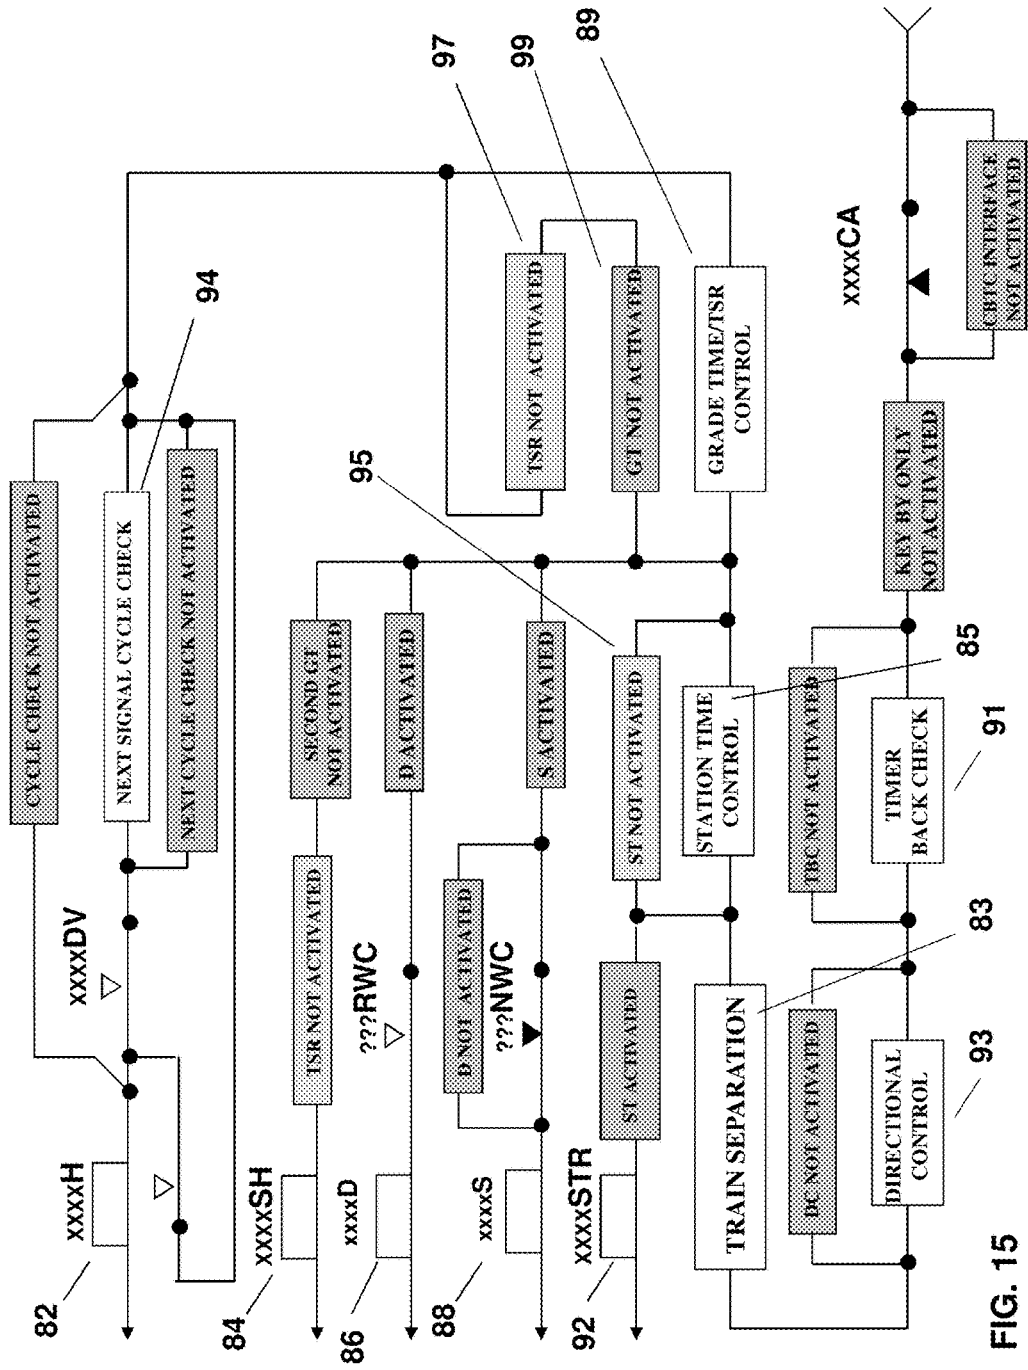 82
xxxxH
xxxxDV
CYCLE CHECK NOT ACTIVATED
NEXT SIGNAL CYCLE CHECK
NEXT CYCLE CHECK NOT ACTIVATED
94
84
xxxxSH
TSR NOT ACTIVATED
SECOND GT
NOT ACTIVATED
86
xxxxD
???RWC
D ACTIVATED
88
xxxxS
D NOT ACTIVATED
???NWC
S ACTIVATED
97
TSR NOT ACTIVATED
99
GT NOT ACTIVATED
89
GRADE TIME/TSR
CONTROL
92
xxxxSTR
ST ACTIVATED
ST NOT ACTIVATED
95
STATION TIME
CONTROL
85
TRAIN SEPARATION
83
DC NOT ACTIVATED
DIRECTIONAL
CONTROL
93
TBC NOT ACTIVATED
TIMER
BACK CHECK
91
KEY BY ONLY
NOT ACTIVATED
xxxxCA
CBTC INTERFACE
NOT ACTIVATED
FIG. 15